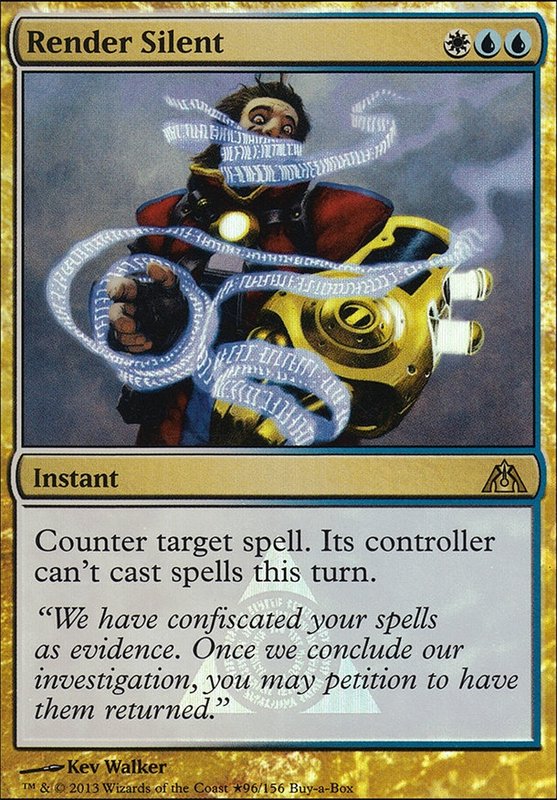 Render Silent
Instant
Counter target spell. Its controller
can't cast spells this turn.
“We have confiscated your spells
as evidence. Once we conclude our
investigation, you may petition to have
them returned.”
Kev Walker
™ & © 2013 Wizards of the Coast ★96/156 Buy-a-Box